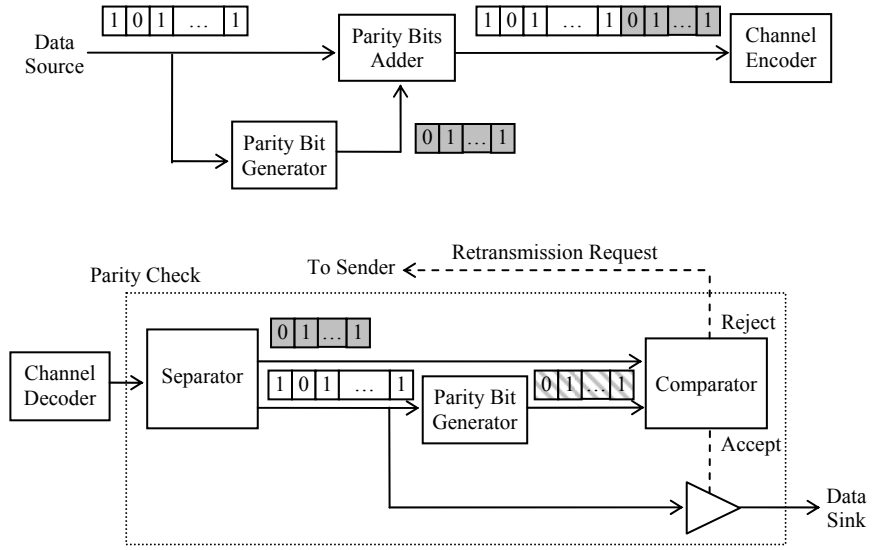 1 0 1 … 1
1 0 1 … 1 0 1 … 1
Data
Source
Parity Bits
Adder
Channel
Encoder
Parity Bit
Generator
0 1 … 1
Retransmission Request
To Sender
Parity Check
Reject
0 1 … 1
Channel
Decoder
Separator
1 0 1 … 1
Parity Bit
Generator
0 1 … 1
Comparator
Accept
Data
Sink